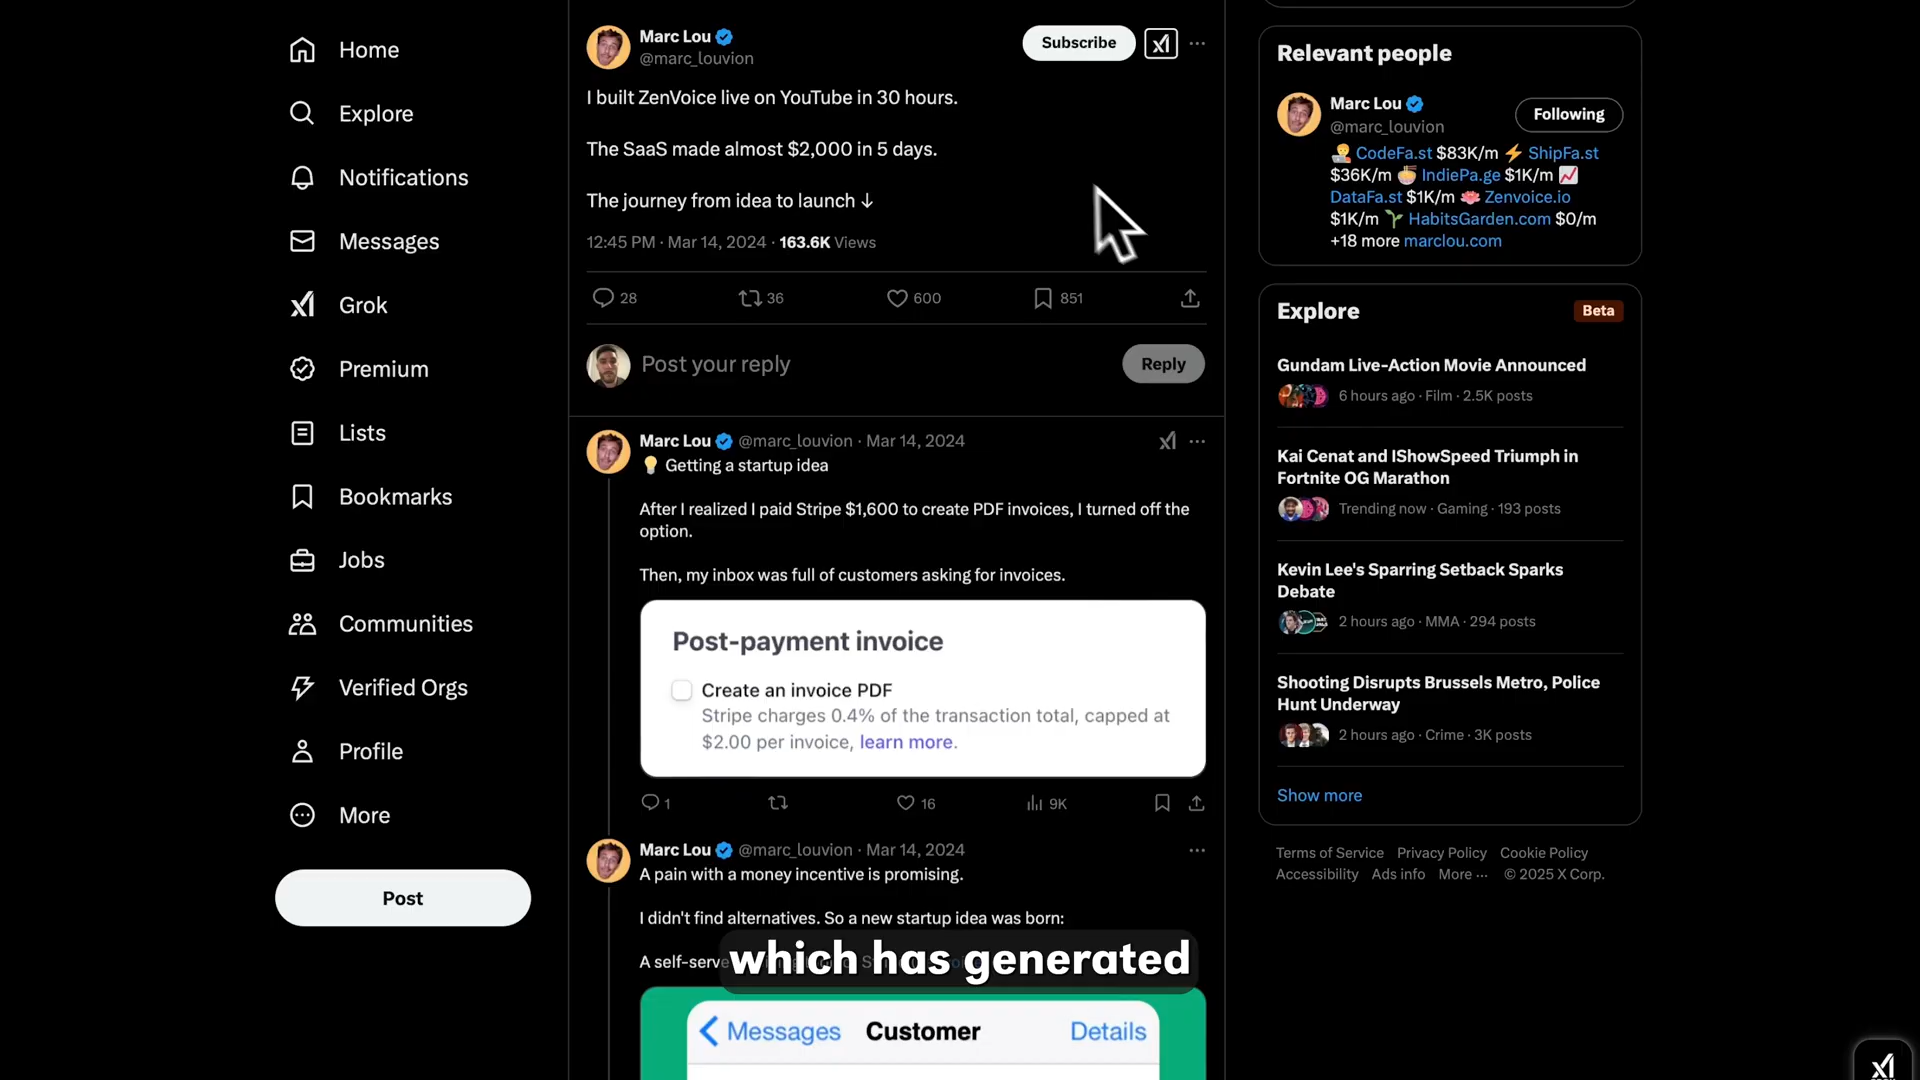 Home
Explore
Notifications
Messages
Grok
Premium
Lists
Bookmarks
Jobs
Communities
Verified Orgs
Profile
More
Post
Marc Lou
@marc_louvion
Subscribe
I built ZenVoice live on YouTube in 30 hours.
The SaaS made almost $2,000 in 5 days.
The journey from idea to launch ↓
12:45 PM · Mar 14, 2024 · 163.6K Views
28 36 600 851
Post your reply
Reply
Marc Lou @marc_louvion · Mar 14, 2024
💡 Getting a startup idea
After I realized I paid Stripe $1,600 to create PDF invoices, I turned off the
option.
Then, my inbox was full of customers asking for invoices.
Post-payment invoice
Create an invoice PDF
Stripe charges 0.4% of the transaction total, capped at
$2.00 per invoice, learn more.
1 16 9K
Marc Lou @marc_louvion · Mar 14, 2024
A pain with a money incentive is promising.
I didn't find alternatives. So a new startup idea was born:
A self-serve
which has generated
Messages Customer Details
Relevant people
Marc Lou
@marc_louvion
Following
CodeFa.st $83K/m ⚡ ShipFa.st
$36K/m 🍜 IndiePa.ge $1K/m 📈
DataFa.st $1K/m 🪷 Zenvoice.io
$1K/m 🌱 HabitsGarden.com $0/m
+18 more marclou.com
Explore
Beta
Gundam Live-Action Movie Announced
6 hours ago · Film · 2.5K posts
Kai Cenat and IShowSpeed Triumph in
Fortnite OG Marathon
Trending now · Gaming · 193 posts
Kevin Lee's Sparring Setback Sparks
Debate
2 hours ago · MMA · 294 posts
Shooting Disrupts Brussels Metro, Police
Hunt Underway
2 hours ago · Crime · 3K posts
Show more
Terms of Service Privacy Policy Cookie Policy
Accessibility Ads info More ··· © 2025 X Corp.